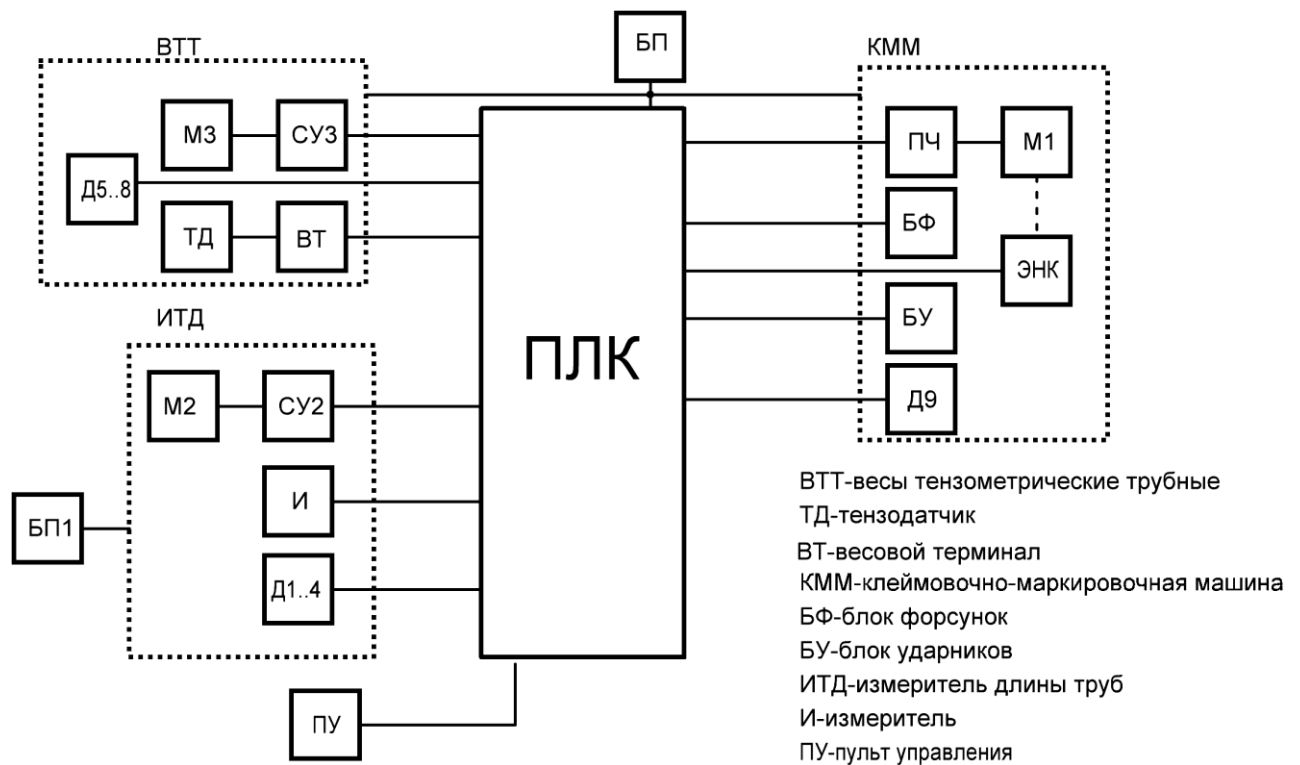 ВТТ
БП
КММ
М3
СУ3
ПЧ
М1
Д5..8
БФ
ТД
ВТ
ЭНК
БУ
ИТД
ПЛК
Д9
М2
СУ2
ВТТ-весы тензометрические трубные
И
ТД-тензодатчик
БП1
ВТ-весовой терминал
КММ-клеймовочно-маркировочная машина
Д1..4
БФ-блок форсунок
БУ-блок ударников
ИТД-измеритель длины труб
И-измеритель
ПУ
ПУ-пульт управления